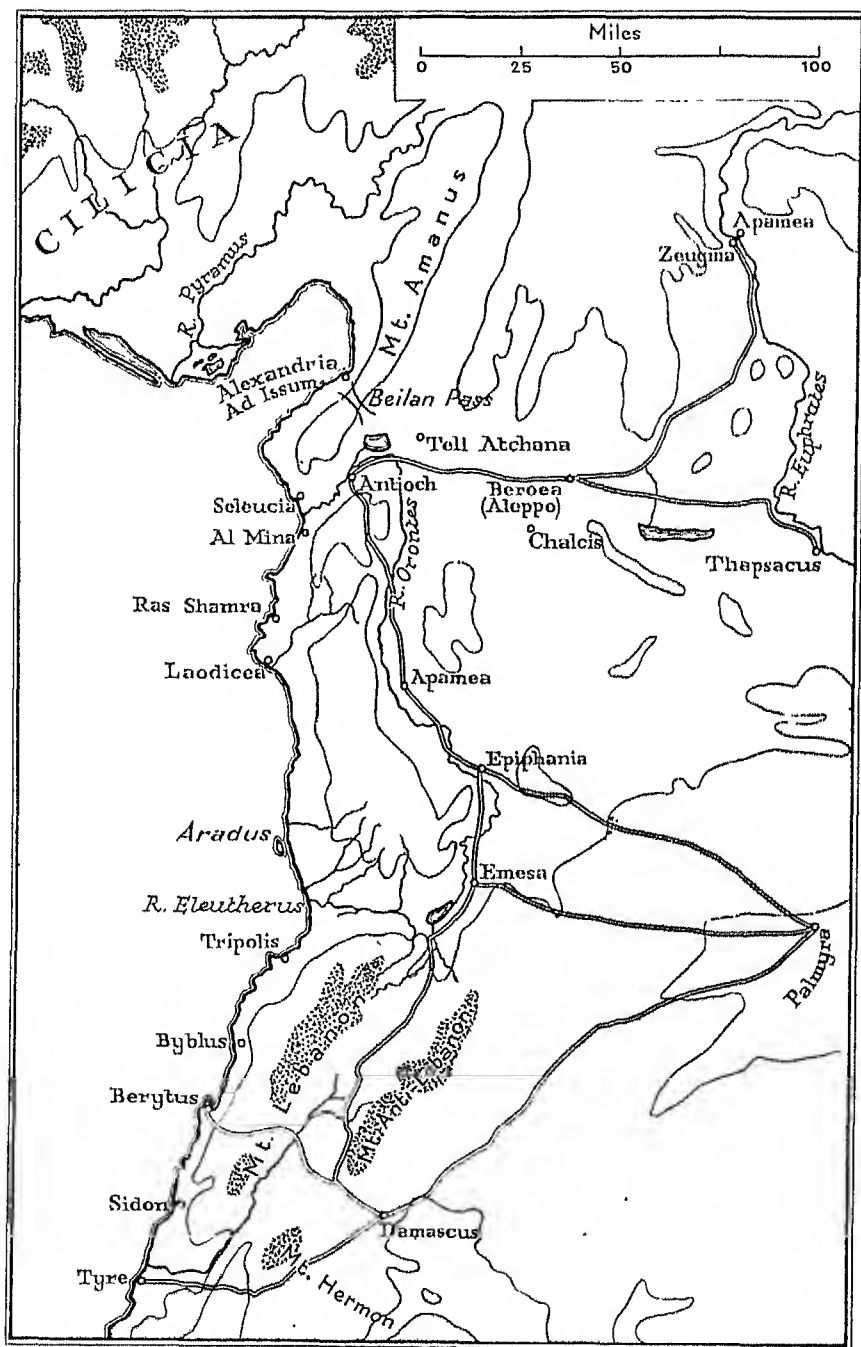 Miles
0 25 50 100
CILICIA
R. Pyramus
Mt. Amanus
Apamea
Zeugma
Alexandria
Ad Issum
Beilan Pass
R. Euphrates
Tell Atchana
Antioch
Seleucia
Beroea
(Aleppo)
Al Mina
Chalcis
R. Orontes
Thapsacus
Ras Shamra
Laodicea
Apamea
Epiphania
Aradus
Emesa
R. Eleutherus
Tripolis
Palmyra
Byblus
Mt. Lebanon
Mt. Anti Lebanon
Berytus
Sidon
Damascus
Tyre
Mt. Hermon